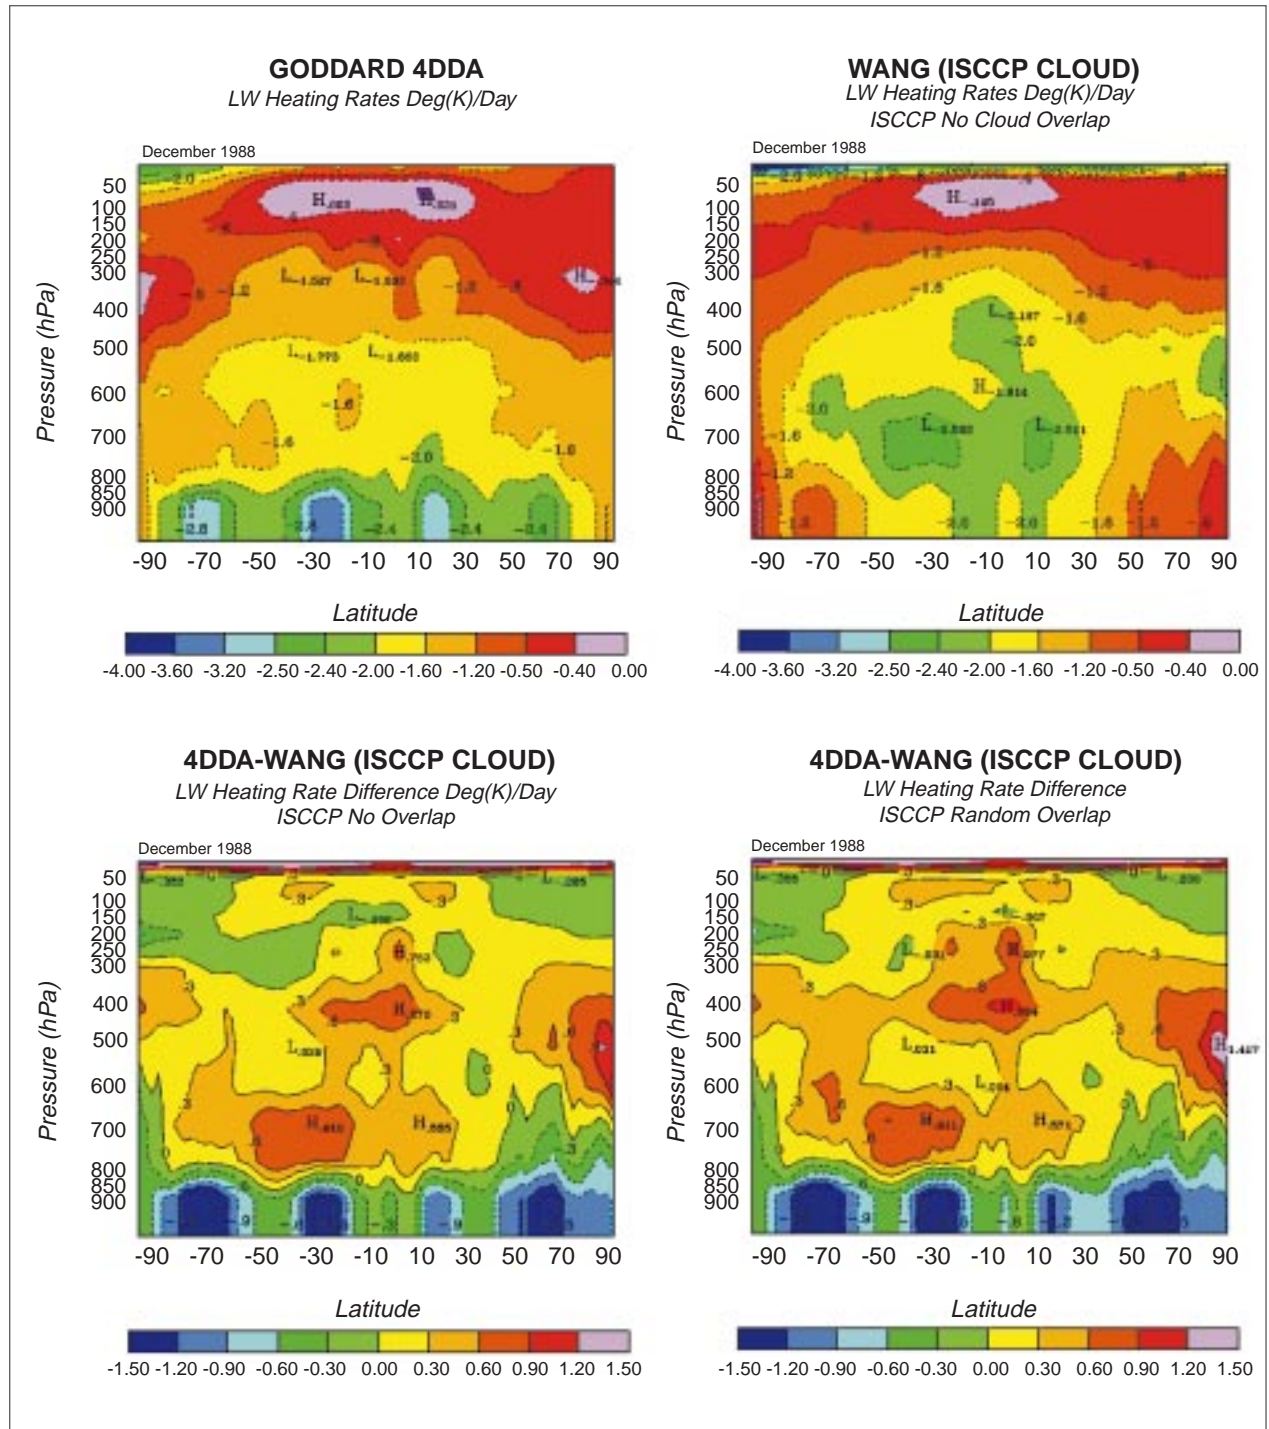 GODDARD 4DDA
LW Heating Rates Deg(K)/Day
December 1988
50
100
150
200
250
300
400
500
600
700
800
850
900
Pressure (hPa)
-90 -70 -50 -30 -10 10 30 50 70 90
Latitude
-4.00 -3.60 -3.20 -2.50 -2.40 -2.00 -1.60 -1.20 -0.50 -0.40 0.00
WANG (ISCCP CLOUD)
LW Heating Rates Deg(K)/Day
ISCCP No Cloud Overlap
December 1988
50
100
150
200
250
300
400
500
600
700
800
850
900
Pressure (hPa)
-90 -70 -50 -30 -10 10 30 50 70 90
Latitude
-4.00 -3.60 -3.20 -2.50 -2.40 -2.00 -1.60 -1.20 -0.50 -0.40 0.00
4DDA-WANG (ISCCP CLOUD)
LW Heating Rate Difference Deg(K)/Day
ISCCP No Overlap
December 1988
50
100
150
200
250
300
400
500
600
700
800
850
900
Pressure (hPa)
-90 -70 -50 -30 -10 10 30 50 70 90
Latitude
-1.50 -1.20 -0.90 -0.60 -0.30 0.00 0.30 0.60 0.90 1.20 1.50
4DDA-WANG (ISCCP CLOUD)
LW Heating Rate Difference
ISCCP Random Overlap
December 1988
50
100
150
200
250
300
400
500
600
700
800
850
900
Pressure (hPa)
-90 -70 -50 -30 -10 10 30 50 70 90
Latitude
-1.50 -1.20 -0.90 -0.60 -0.30 0.00 0.30 0.60 0.90 1.20 1.50